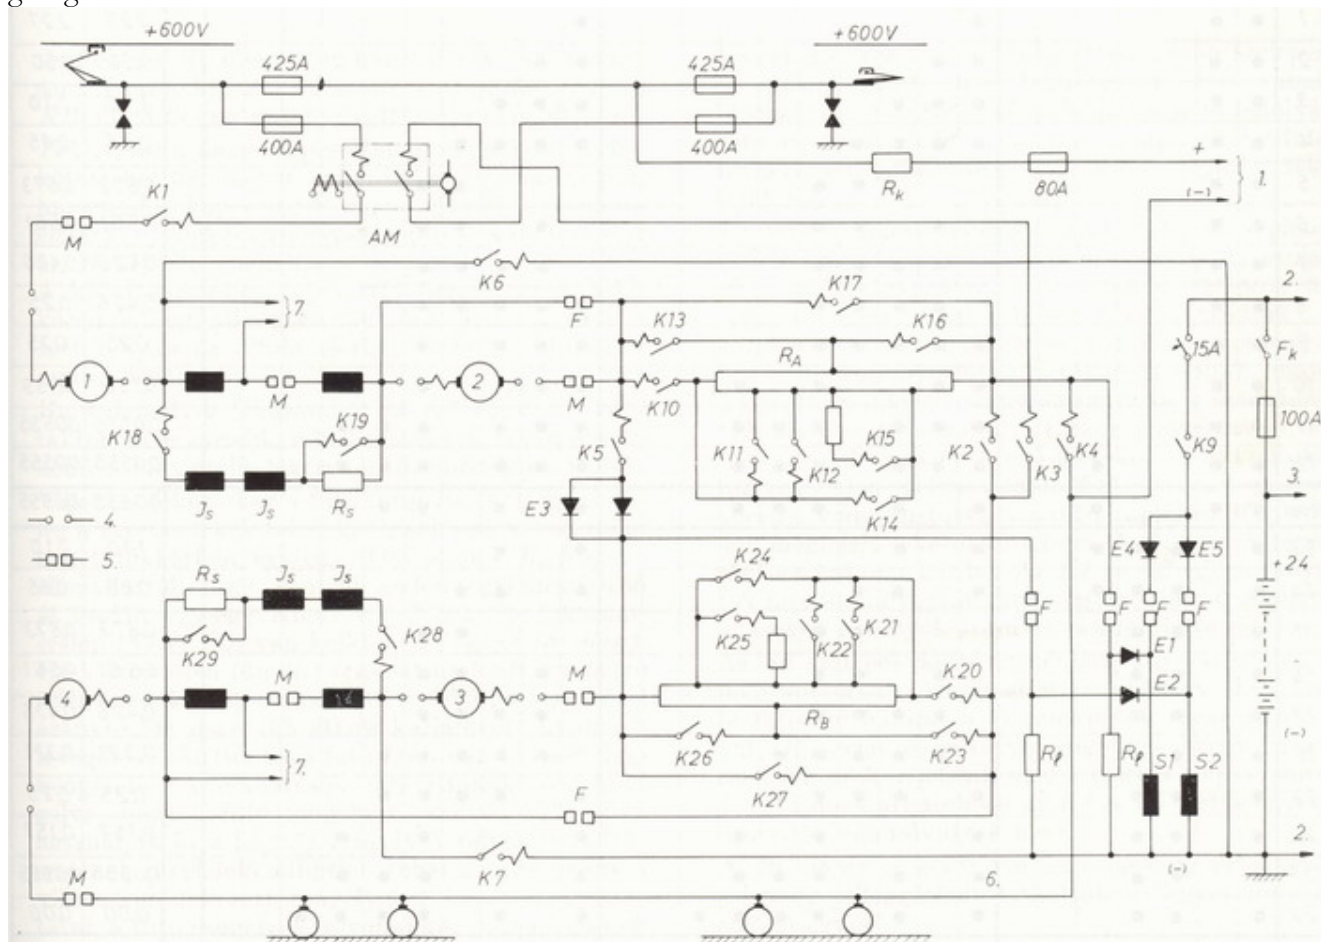 +600V +600V
425A 425A
400A 400A
+
Rk 80A 1.
(-)
K1
M AM
K6
7. K17 2.
F
K13 K16
RA 15A Fk
1 2
M M K10
K19 100A
K18 K15
K5 K11 K12 K2 K3 K4 K9
Js Js Rs E3 K14 3.
4.
K24 E4 E5
5. +24
Rs Js Js
F F F F
K28 K25 K22 K21
K29 E1
M M K20 E2
4 3
RB
K26 K23 (-)
7. Rf Rf S1 S2
K27
F
2.
K7 (-)
M 6.